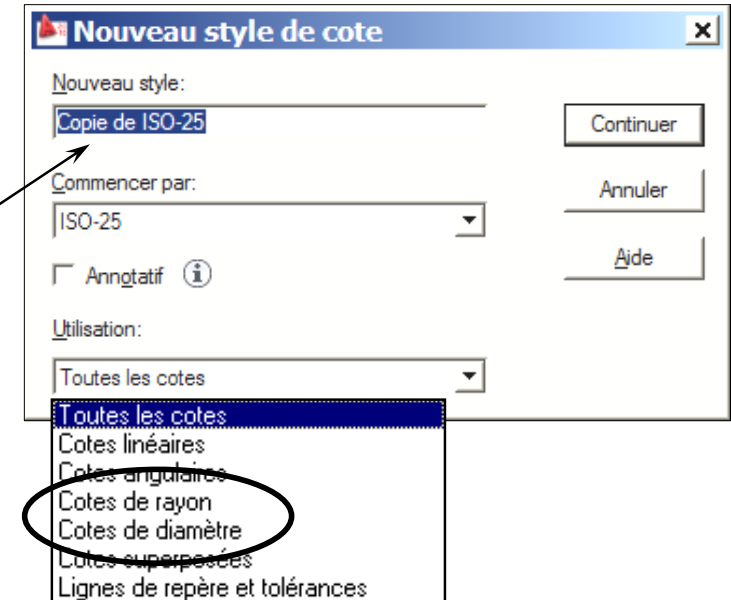 Nouveau style de cote
Nouveau style:
Copie de ISO-25
Continuer
Commencer par:
Annuler
ISO-25
Aide
Annotatif
Utilisation:
Toutes les cotes
Toutes les cotes
Cotes linéaires
Cotes angulaires
Cotes de rayon
Cotes de diamètre
Cotes superposées
Lignes de repère et tolérances